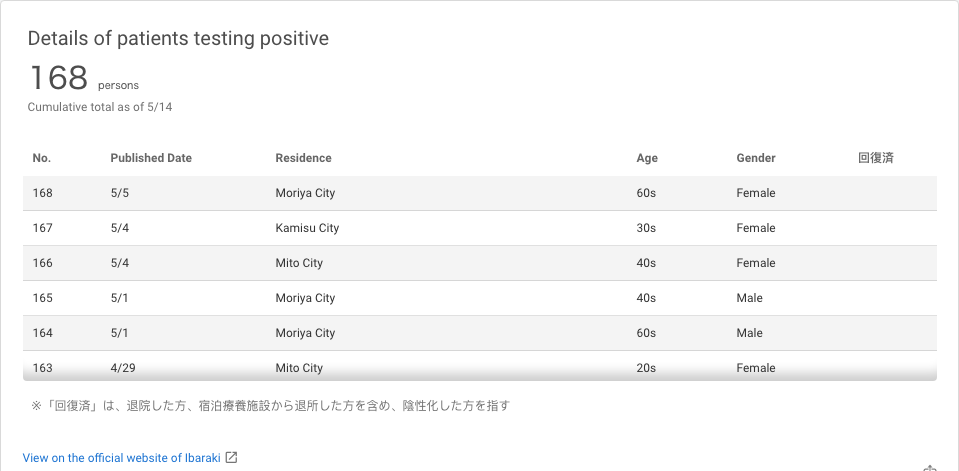 Details of patients testing positive
168 persons
Cumulative total as of 5/14
No. Published Date Residence Age Gender 回復済
168 5/5 Moriya City 60s Female
167 5/4 Kamisu City 30s Female
166 5/4 Mito City 40s Female
165 5/1 Moriya City 40s Male
164 5/1 Moriya City 60s Male
163 4/29 Mito City 20s Female
※「回復済」は、退院した方、宿泊療養施設から退所した方を含め、陰性化した方を指す
View on the official website of Ibaraki